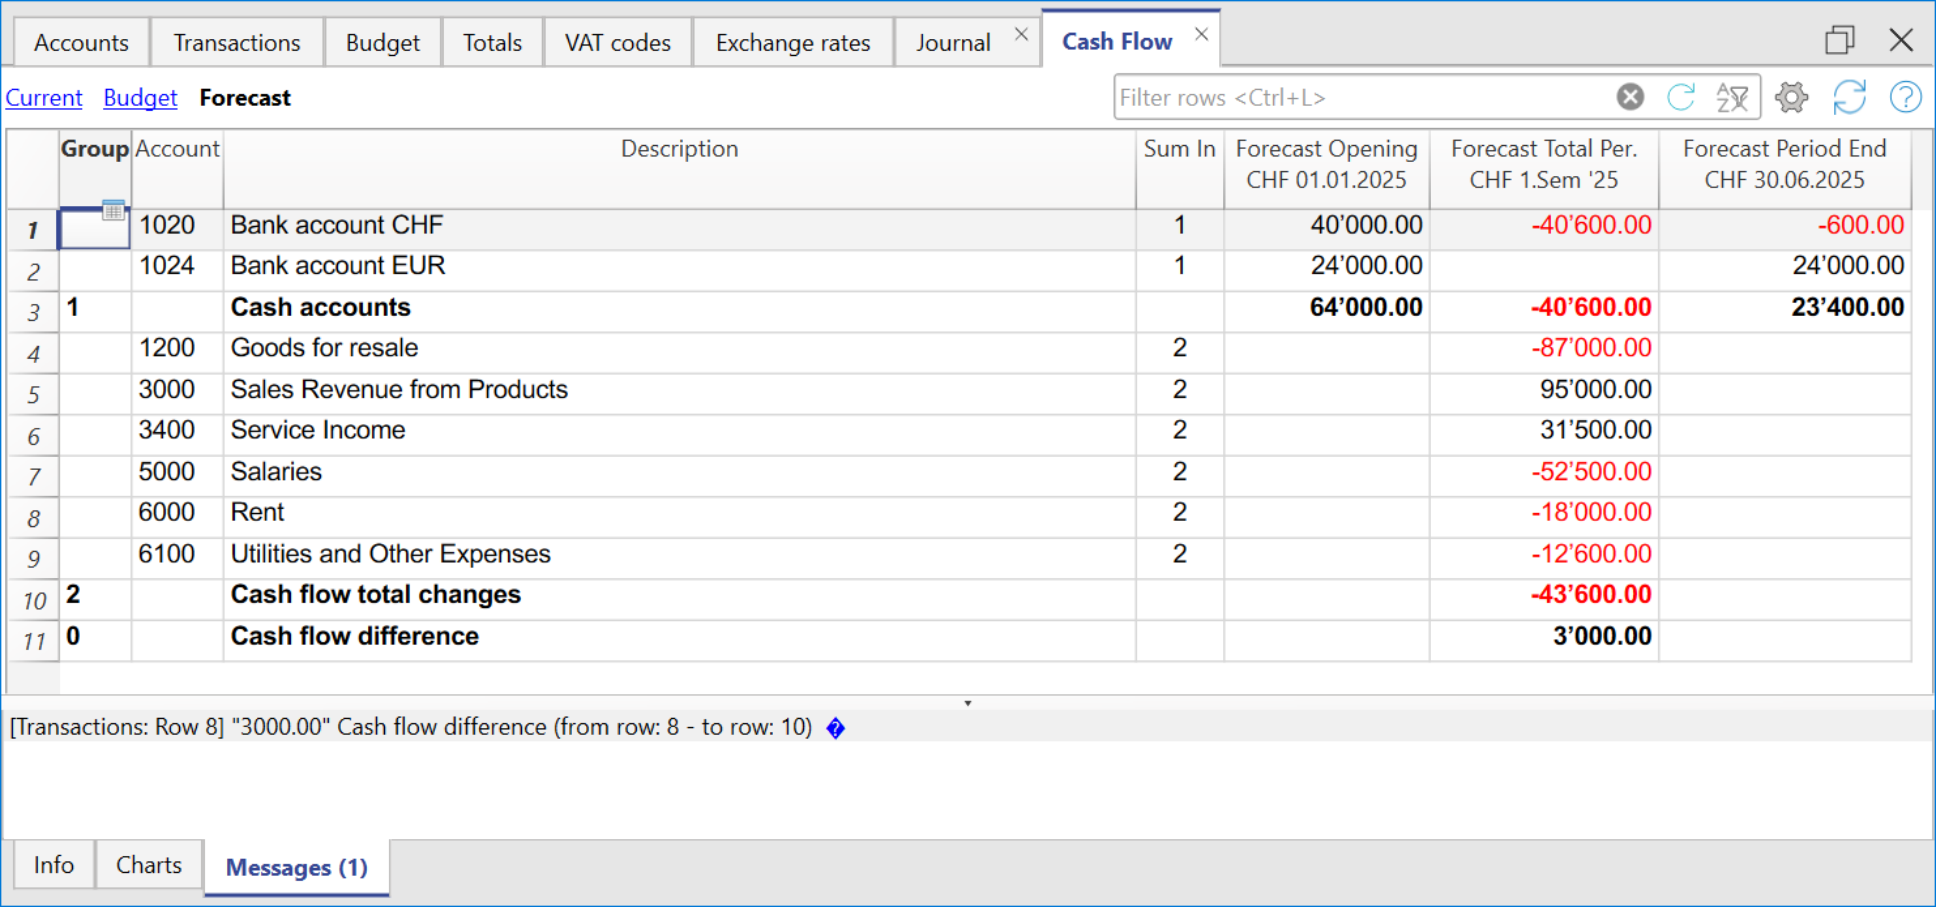 Accounts Transactions Budget Totals VAT codes Exchange rates Journal Cash Flow
Current Budget Forecast Filter rows <Ctrl+L>
Group Account Description Sum In Forecast Opening Forecast Total Per. Forecast Period End
CHF 01.01.2025 CHF 1.Sem '25 CHF 30.06.2025
1 1020 Bank account CHF 1 40’000.00 -40’600.00 -600.00
2 1024 Bank account EUR 1 24’000.00 24’000.00
3 1 Cash accounts 64’000.00 -40’600.00 23’400.00
4 1200 Goods for resale 2 -87’000.00
5 3000 Sales Revenue from Products 2 95’000.00
6 3400 Service Income 2 31’500.00
7 5000 Salaries 2 -52’500.00
8 6000 Rent 2 -18’000.00
9 6100 Utilities and Other Expenses 2 -12’600.00
10 2 Cash flow total changes -43’600.00
11 0 Cash flow difference 3’000.00
[Transactions: Row 8] "3000.00" Cash flow difference (from row: 8 - to row: 10)
Info Charts Messages (1)